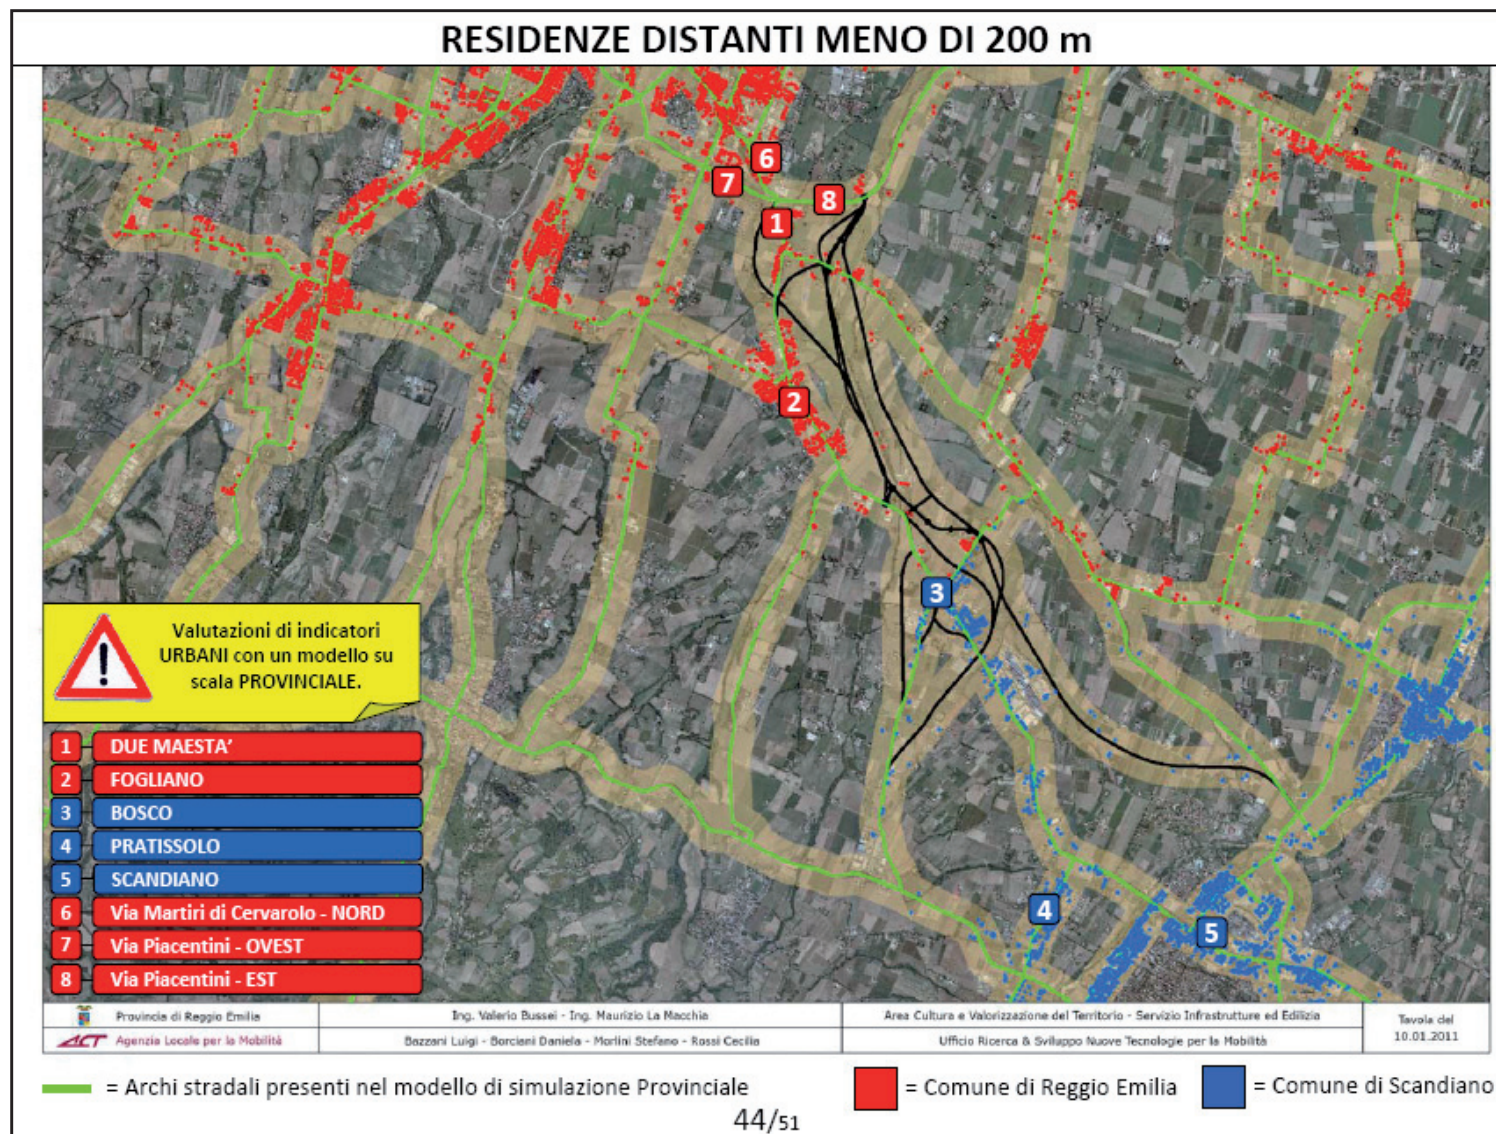 RESIDENZE DISTANTI MENO DI 200 m
6
7
8
1
2
3
4
5
Valutazioni di indicatori
URBANI con un modello su
scala PROVINCIALE.
1 DUE MAESTA'
2 FOGLIANO
3 BOSCO
4 PRATISSOLO
5 SCANDIANO
6 Via Martiri di Cervarolo - NORD
7 Via Piacentini - OVEST
8 Via Piacentini - EST
Provincia di Reggio Emilia
Ing. Valerio Bussei - Ing. Maurizio La Macchia
Area Cultura e Valorizzazione del Territorio - Servizio Infrastrutture ed Edilizia
Tavola del
10.01.2011
ACT Agenzia Locale per la Mobilità
Bazzani Luigi - Borciani Daniela - Morlini Stefano - Rossi Cecilia
Ufficio Ricerca & Sviluppo Nuove Tecnologie per la Mobilità
= Archi stradali presenti nel modello di simulazione Provinciale
= Comune di Reggio Emilia
= Comune di Scandiano
44/51